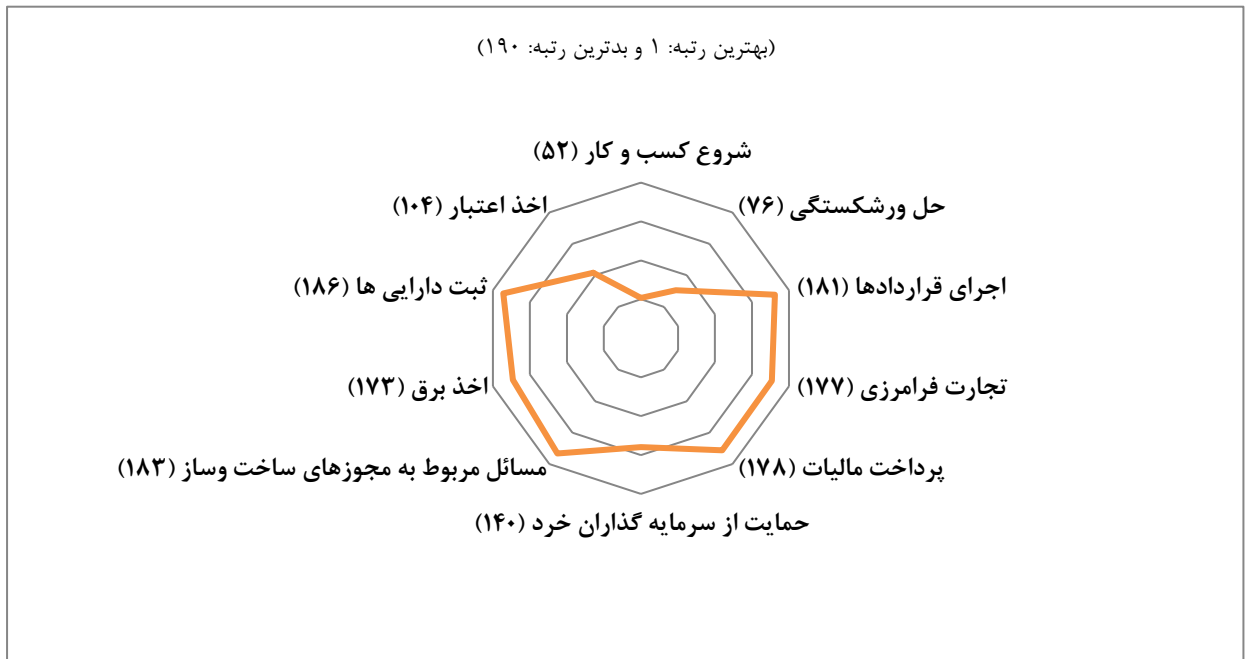 (بهترین رتبه: ۱ و بدترین رتبه: ۱۹۰)
شروع کسب و کار (۵۲)
حل ورشکستگی (۷۶)
اخذ اعتبار (۱۰۴)
اجرای قراردادها (۱۸۱)
ثبت دارایی ها (۱۸۶)
تجارت فرامرزی (۱۷۷)
اخذ برق (۱۷۳)
پرداخت مالیات (۱۷۸)
مسائل مربوط به مجوزهای ساخت وساز (۱۸۳)
حمایت از سرمایه گذاران خرد (۱۴۰)